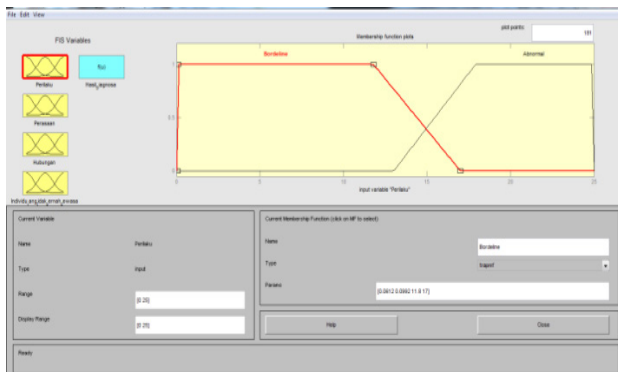 File Edit View
FIS Variables
Membership function plots
plot points:
181
Borderline
Abnormal
Perilaku
Perasaan
Hubungan
1
0.5
0
0
5
10
15
20
25
input variable "Perilaku"
Current Variable
Current Membership Function (click on MF to select)
Name
Perilaku
Name
Borderline
Type
input
Type
trapmf
Params
Range
[0 25]
Display Range
[0 25]
Help
Close
Ready